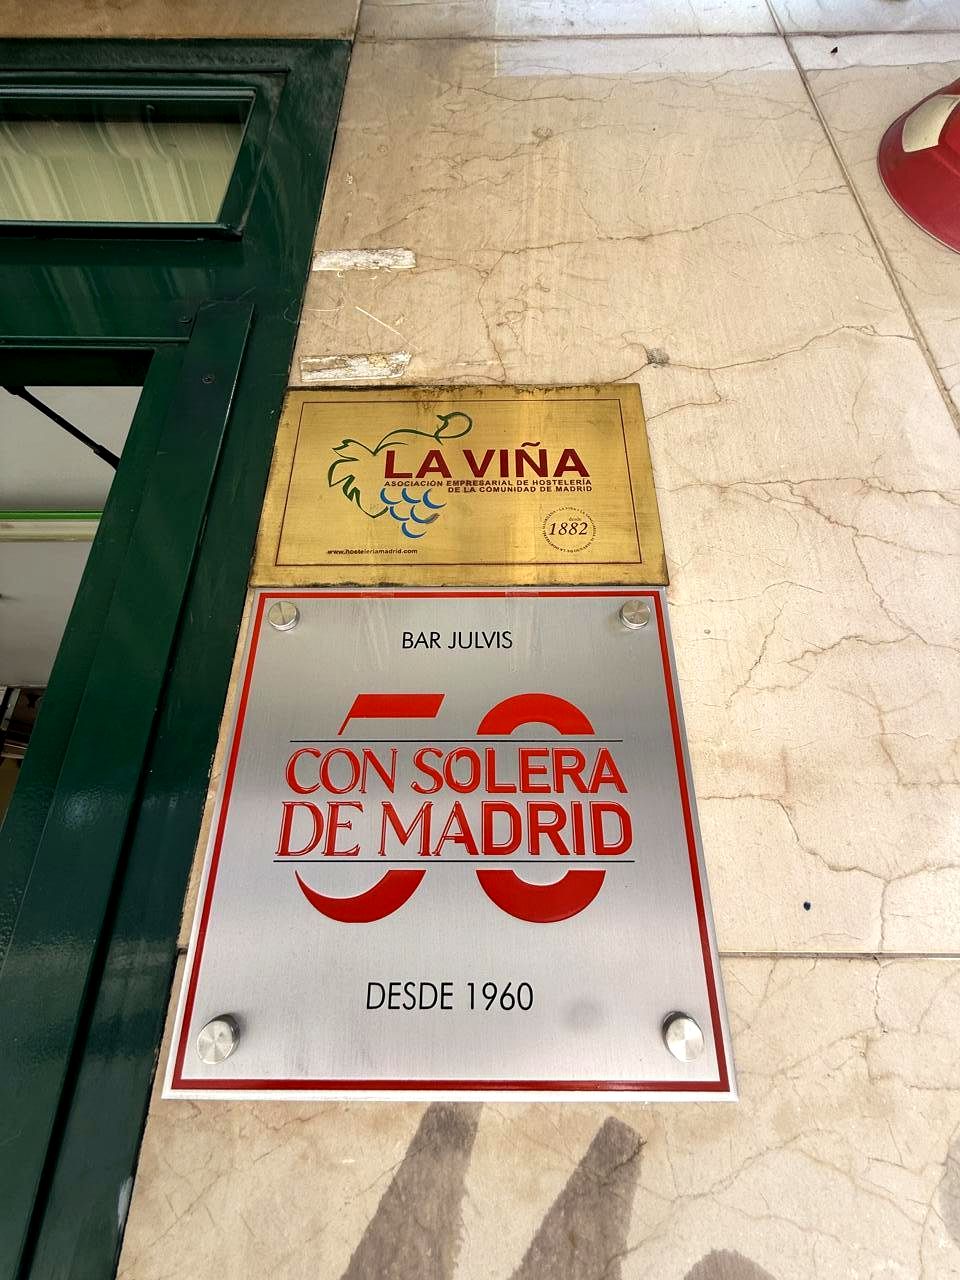 LA VIÑA
ASOCIACIÓN EMPRESARIAL DE HOSTELERÍA
DE LA COMUNIDAD DE MADRID
desde
1882
www.hosteleriamadrid.com
BAR JULVIS
50
CON SOLERA
DE MADRID
DESDE 1960